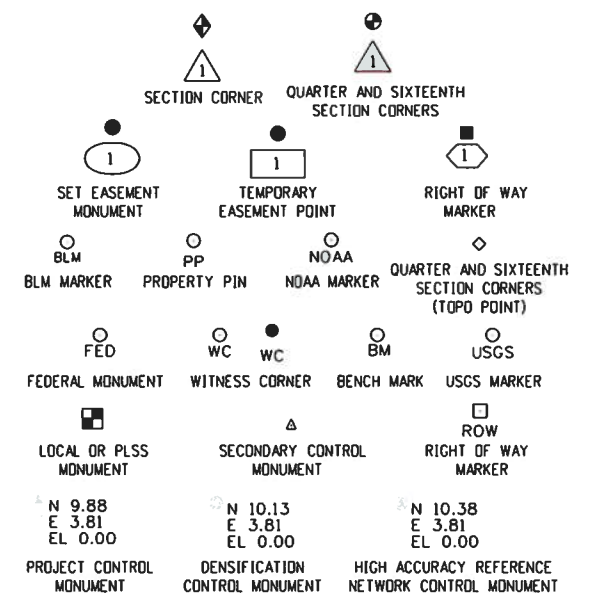 1
1
SECTION CORNER
QUARTER AND SIXTEENTH
SECTION CORNERS
1
1
1
SET EASEMENT
MONUMENT
TEMPORARY
EASEMENT POINT
RIGHT OF WAY
MARKER
BLM
BLM MARKER
PP
PROPERTY PIN
NOAA
NOAA MARKER
QUARTER AND SIXTEENTH
SECTION CORNERS
(TOPO POINT)
FED
FEDERAL MONUMENT
WC
WC
WITNESS CORNER
BM
BENCH MARK
USGS
USGS MARKER
LOCAL OR PLSS
MONUMENT
SECONDARY CONTROL
MONUMENT
ROW
RIGHT OF WAY
MARKER
N 9.88
E 3.81
EL 0.00
PROJECT CONTROL
MONUMENT
N 10.13
E 3.81
EL 0.00
DENSIFICATION
CONTROL MONUMENT
N 10.38
E 3.81
EL 0.00
HIGH ACCURACY REFERENCE
NETWORK CONTROL MONUMENT